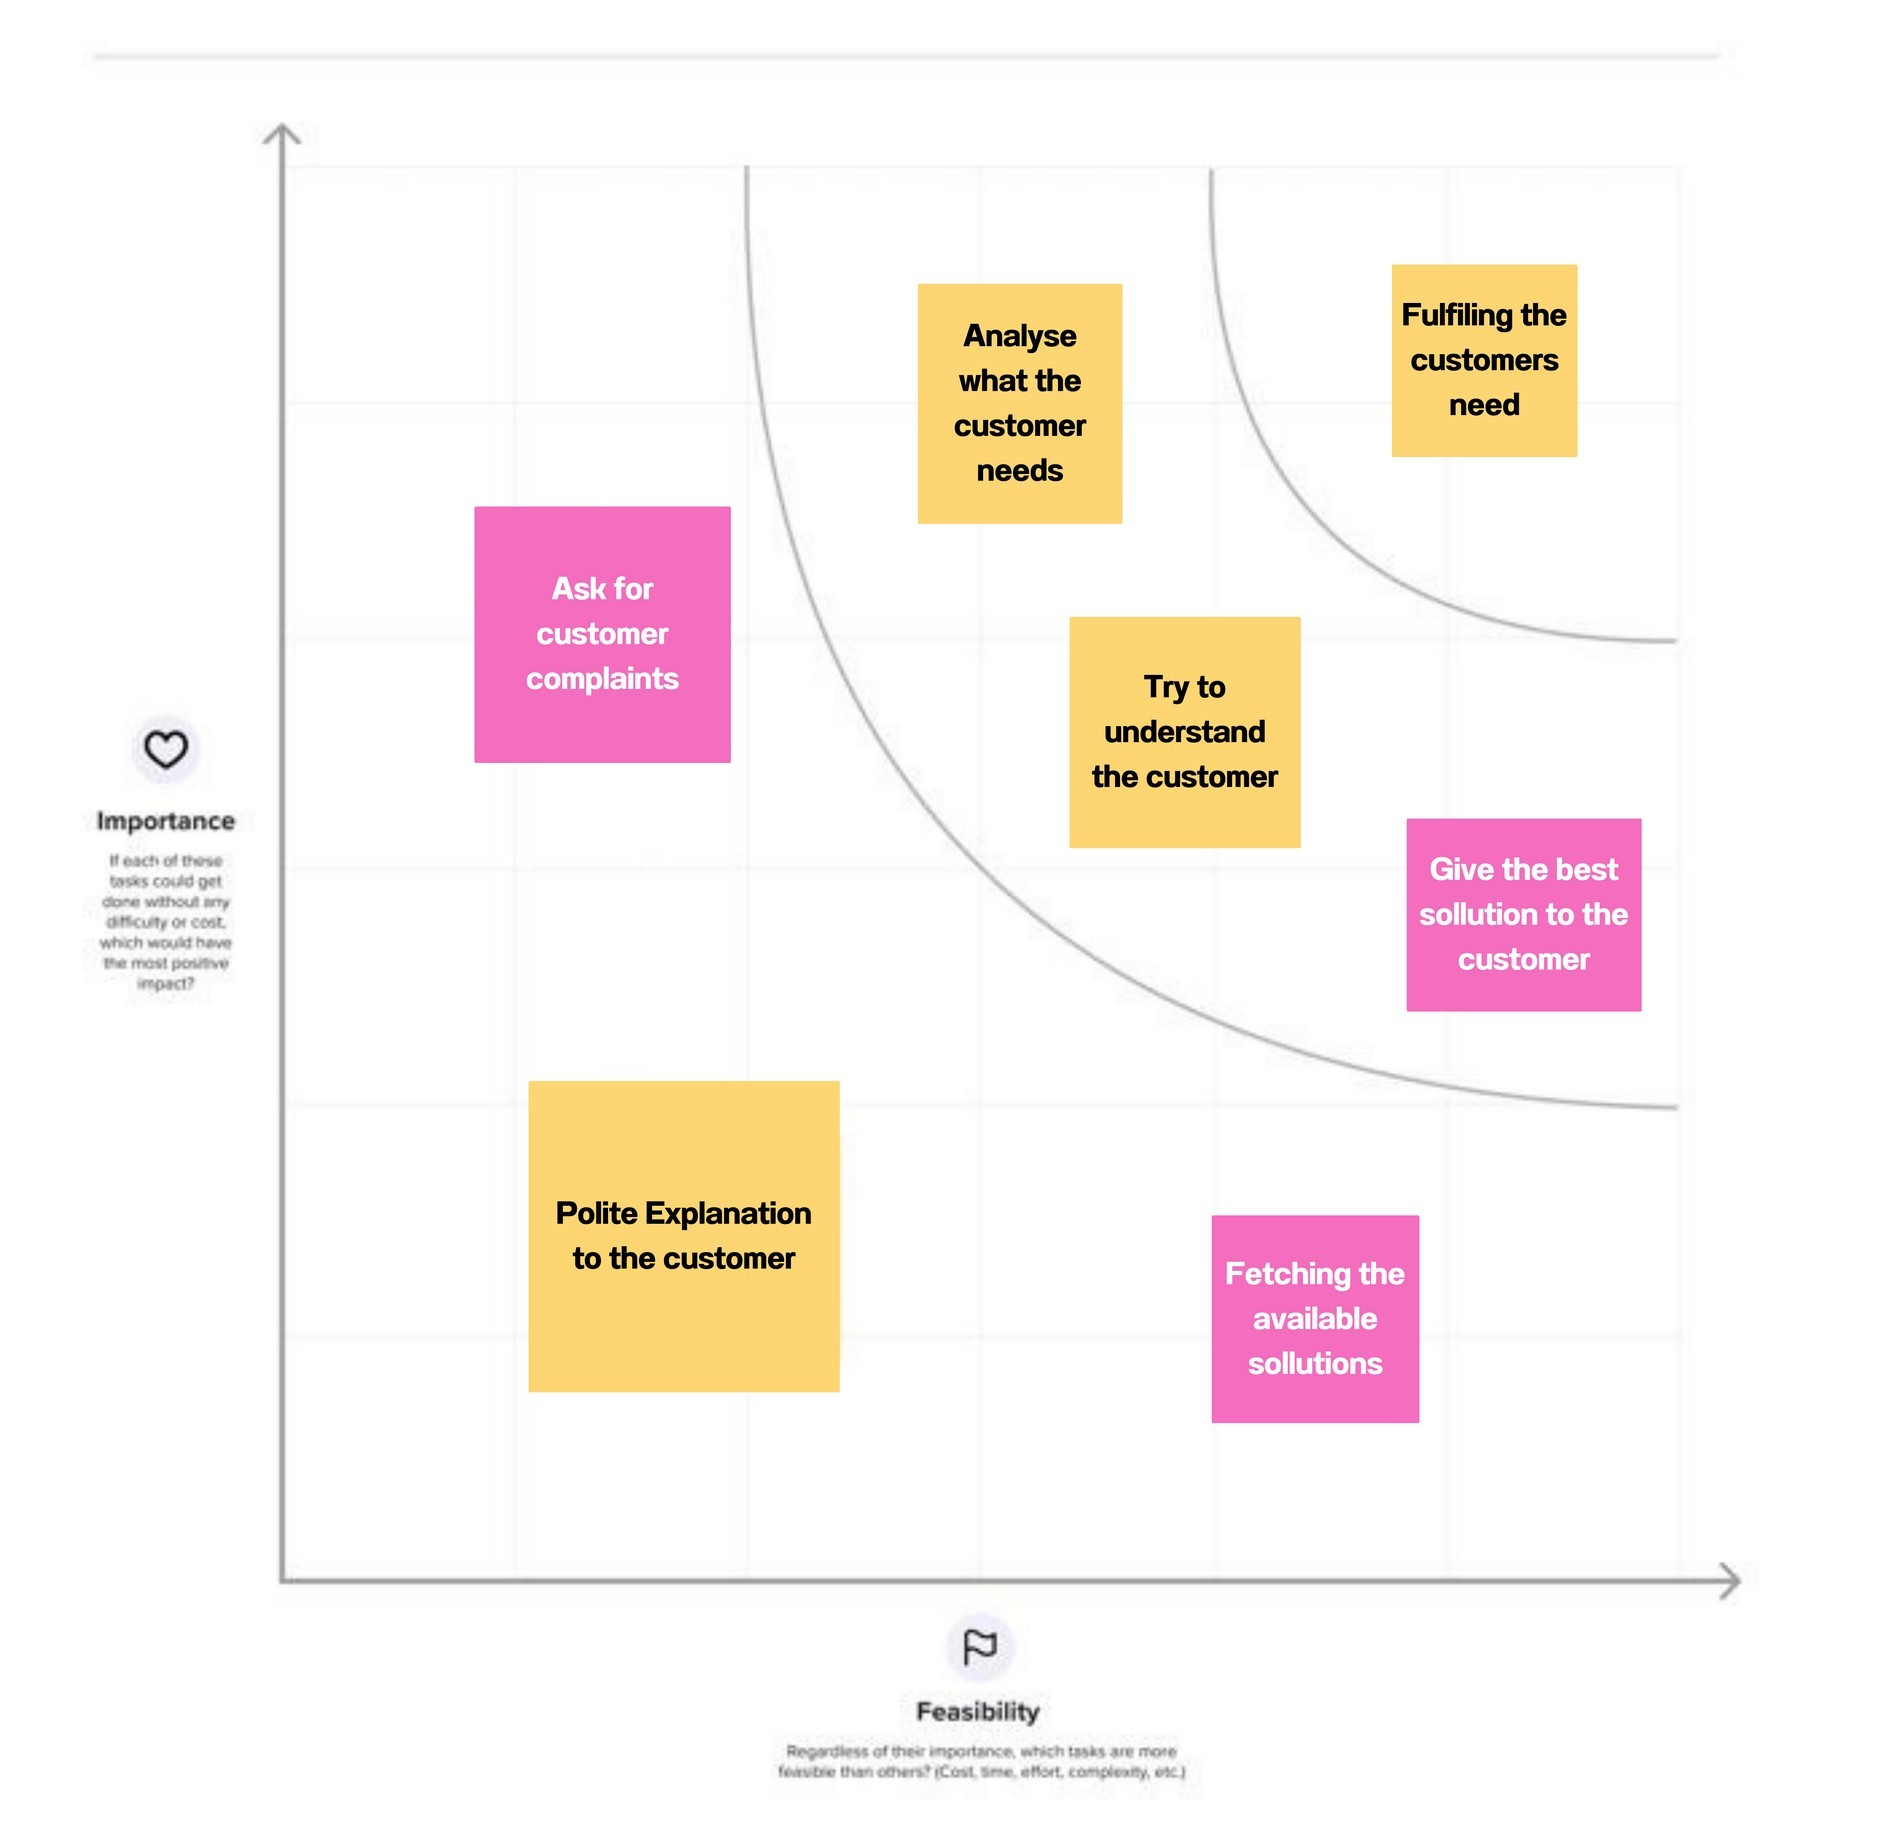 Analyse
what the
customer
needs
Fulfiling the
customers
need
Ask for
customer
complaints
Try to
understand
the customer
Give the best
sollution to the
customer
Importance
If each of these
tasks could get
done without any
difficulty or cost,
which would have
the most positive
impact?
Polite Explanation
to the customer
Fetching the
available
sollutions
Feasibility
Regardless of their importance, which tasks are more
feasible than others? (Cost, time, effort, complexity, etc.)